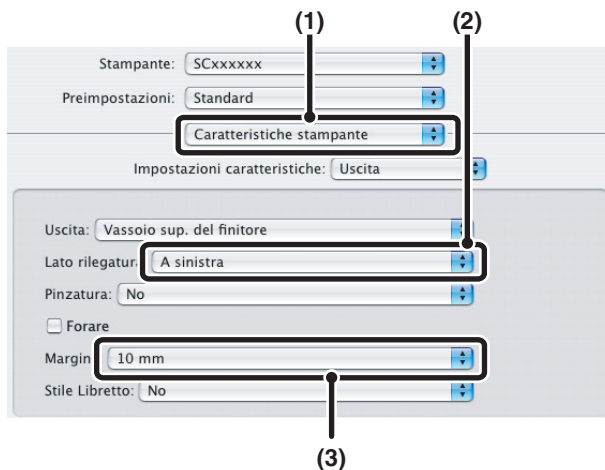 (1)
(2)
Stampante: SCxxxxxx
Preimpostazioni: Standard
Caratteristiche stampante
Impostazioni caratteristiche: Uscita
Uscita: Vassoio sup. del finitore
Lato rilegatura A sinistra
Pinzatura: No
Forare
Margin 10 mm
Stile Libretto: No
(3)